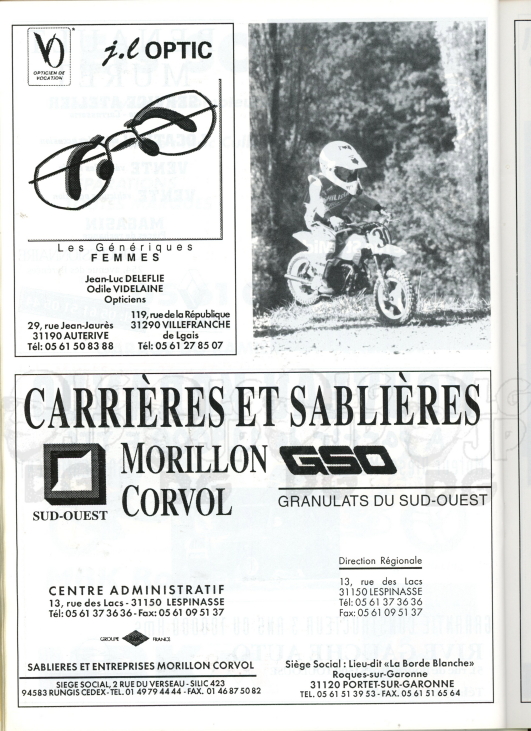 VO
OPTICIEN DE
VOCATION
j.l OPTIC
Les Génériques
FEMMES
Jean-Luc DELEFLIE
Odile VIDELAINE
Opticiens
29, rue Jean-Jaurès
31190 AUTERIVE
Tél: 05 61 50 83 88
119, rue de la République
31290 VILLEFRANCHE
de Lgais
Tél: 05 61 27 85 07
CARRIÈRES ET SABLIÈRES
SUD-OUEST
MORILLON
CORVOL
GSO
GRANULATS DU SUD-OUEST
CENTRE ADMINISTRATIF
13, rue des Lacs - 31150 LESPINASSE
Tél: 05 61 37 36 36 - Fax: 05 61 09 51 37
Direction Régionale
13, rue des Lacs
31150 LESPINASSE
Tél: 05 61 37 36 36
Fax: 05 61 09 51 37
GROUPE
FRANCE
SABLIERES ET ENTREPRISES MORILLON CORVOL
SIEGE SOCIAL, 2 RUE DU VERSEAU - SILIC 423
94583 RUNGIS CEDEX - TEL. 01 49 79 44 44 - FAX. 01 46 87 50 82
Siège Social : Lieu-dit «La Borde Blanche»
Roques-sur-Garonne
31120 PORTET-SUR-GARONNE
TEL. 05 61 51 39 53 - FAX. 05 61 51 65 64